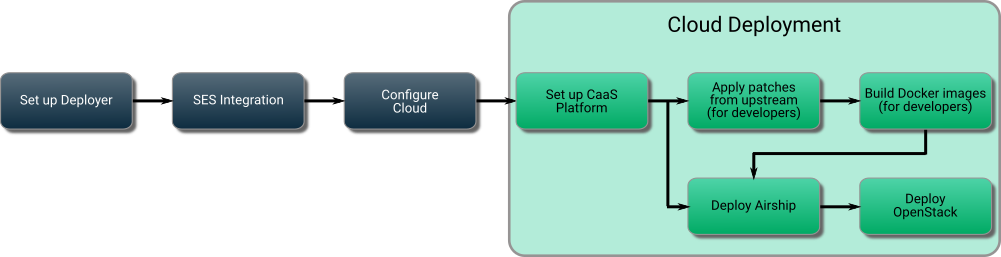 Cloud Deployment
Set up Deployer
SES Integration
Configure
Cloud
Set up CaaS
Platform
Apply patches
from upstream
(for developers)
Build Docker images
(for developers)
Deploy Airship
Deploy
OpenStack